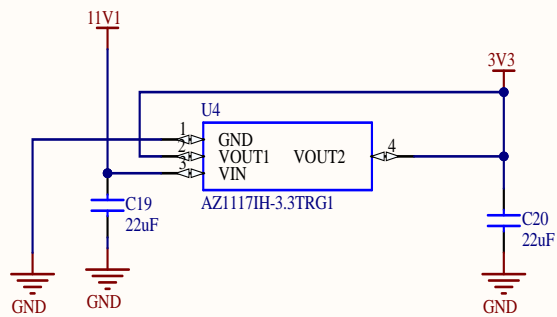 11V1
3V3
U4
1
GND
2
VOUT1
VOUT2
4
3
VIN
C19
22uF
AZ1117IH-3.3TRG1
C20
22uF
GND
GND
GND